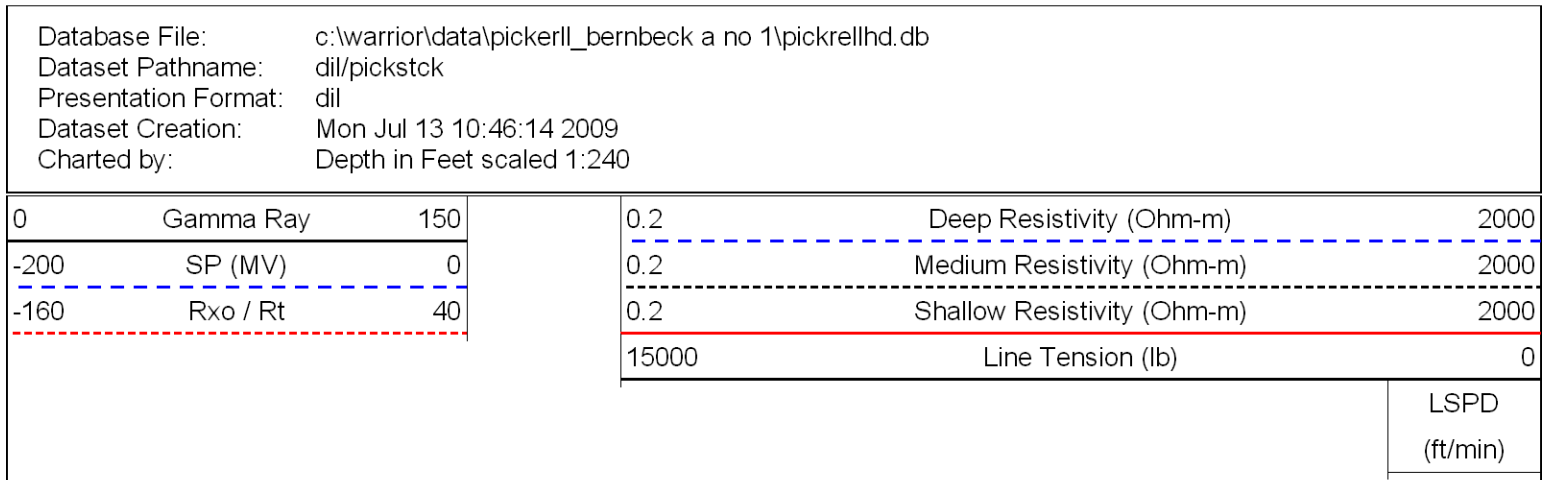 Database File: c:\warrior\data\pickerll_bernbeck a no 1\pickrellhd.db
Dataset Pathname: dil/pickstck
Presentation Format: dil
Dataset Creation: Mon Jul 13 10:46:14 2009
Charted by: Depth in Feet scaled 1:240
0 Gamma Ray 150 0.2 Deep Resistivity (Ohm-m) 2000
-200 SP (MV) 0 0.2 Medium Resistivity (Ohm-m) 2000
-160 Rxo / Rt 40 0.2 Shallow Resistivity (Ohm-m) 2000
15000 Line Tension (lb) 0
LSPD
(ft/min)